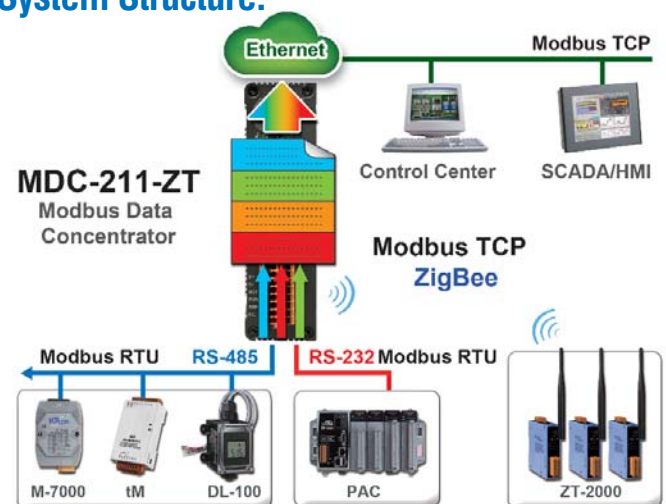 System Structure:
Ethernet
Modbus TCP
Control Center
SCADA/HMI
MDC-211-ZT
Modbus Data
Concentrator
Modbus TCP
ZigBee
Modbus RTU RS-485
RS-232 Modbus RTU
M-7000
tM
DL-100
PAC
ZT-2000